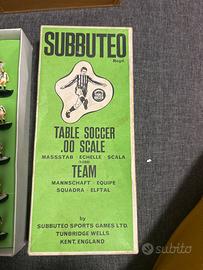 SUBBUTEO
Regd.
TABLE SOCCER
.00 SCALE
MASSSTAB · ECHELLE · SCALA
TEAM
MANNSCHAFT · EQUIPE
SQUADRA · ELFTAL
by
SUBBUTEO SPORTS GAMES LTD.
TUNBRIDGE WELLS
KENT, ENGLAND
subito